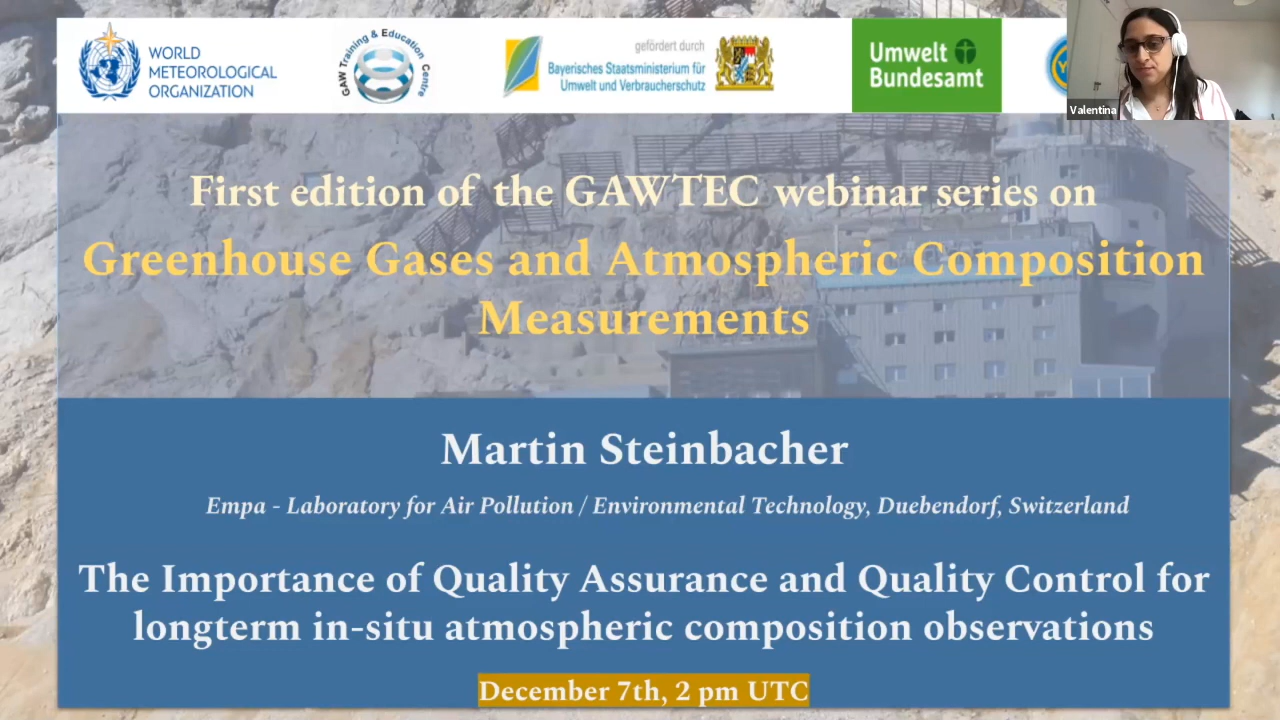 WORLD
METEOROLOGICAL
ORGANIZATION
GAW Training & Education Centre
gefördert durch
Bayerisches Staatsministerium für
Umwelt und Verbraucherschutz
Umwelt
Bundesamt
Valentina
First edition of the GAWTEC webinar series on
Greenhouse Gases and Atmospheric Composition
Measurements
Martin Steinbacher
Empa - Laboratory for Air Pollution / Environmental Technology, Duebendorf, Switzerland
The Importance of Quality Assurance and Quality Control for
longterm in-situ atmospheric composition observations
December 7th, 2 pm UTC